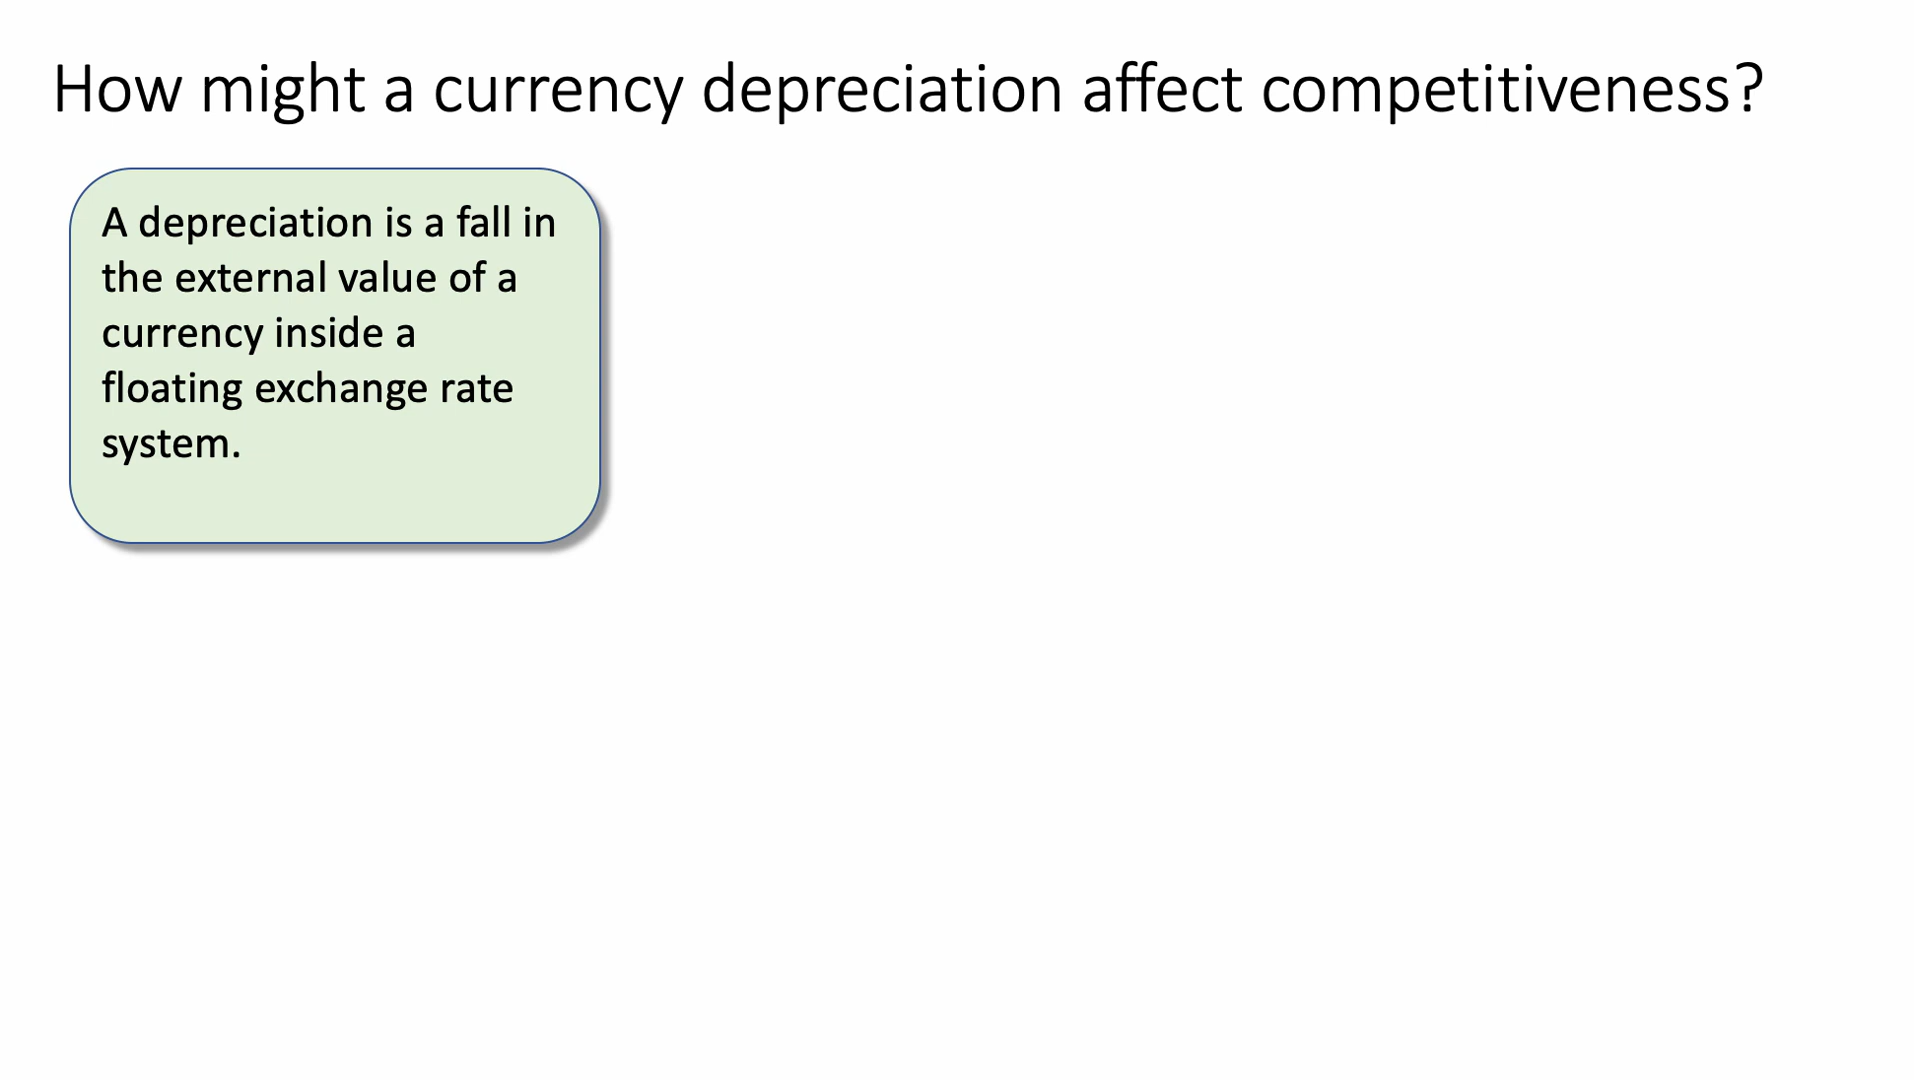 How might a currency depreciation affect competitiveness?
A depreciation is a fall in
the external value of a
currency inside a
floating exchange rate
system.